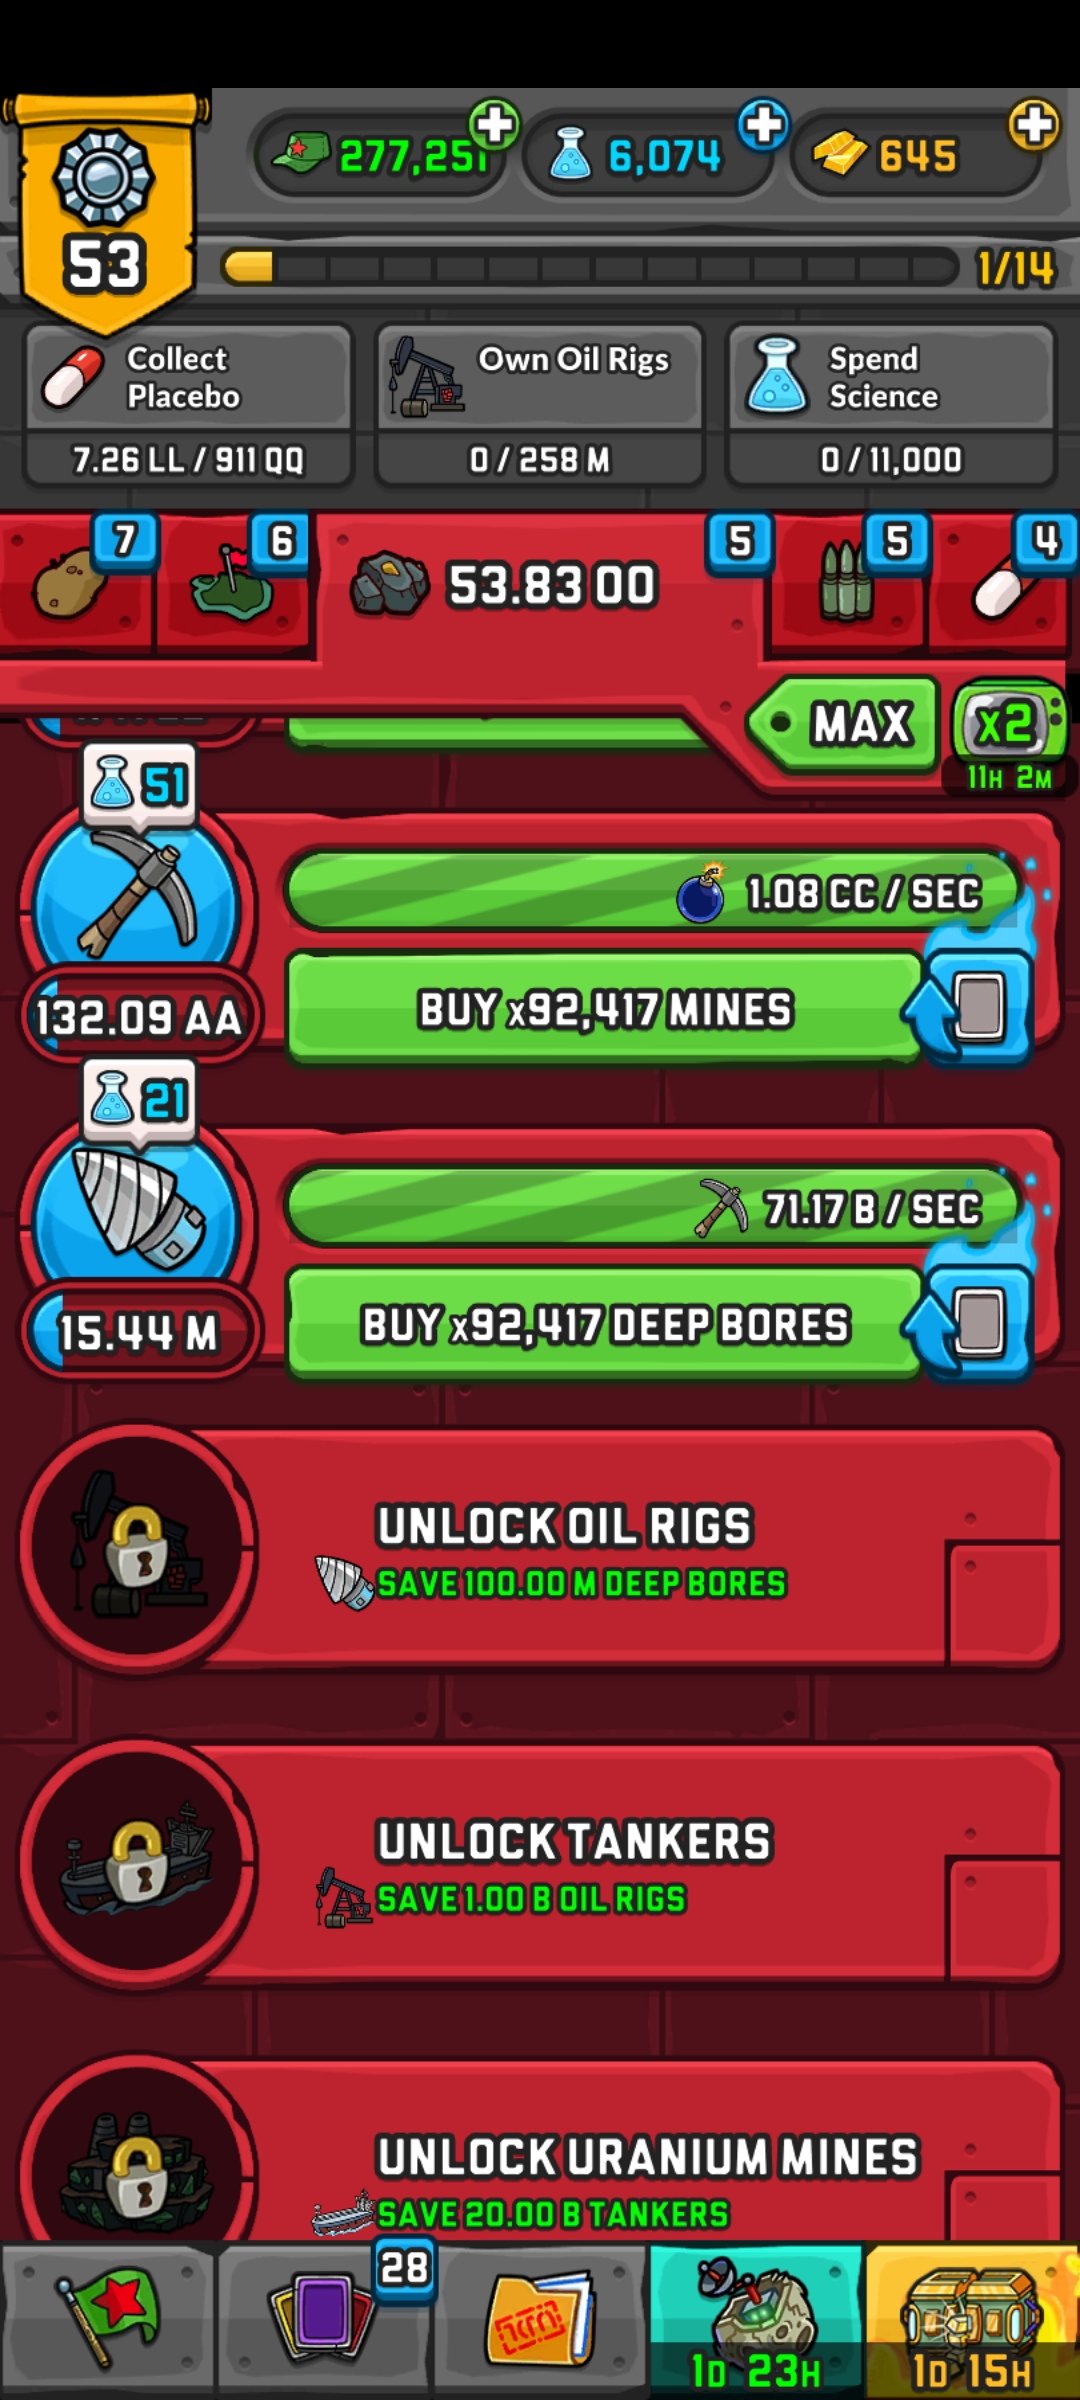 277,251
6,074
645
53
1/14
Collect
Placebo
7.26 LL / 911 QQ
Own Oil Rigs
0 / 258 M
Spend
Science
0 / 11,000
7
6
53.83 OO
5
5
4
MAX
X2
11H 2M
51
1.08 CC / SEC
132.09 AA
BUY x92,417 MINES
21
71.17 B / SEC
15.44 M
BUY x92,417 DEEP BORES
UNLOCK OIL RIGS
SAVE 100.00 M DEEP BORES
UNLOCK TANKERS
SAVE 1.00 B OIL RIGS
UNLOCK URANIUM MINES
SAVE 20.00 B TANKERS
28
1D 23H
1D 15H